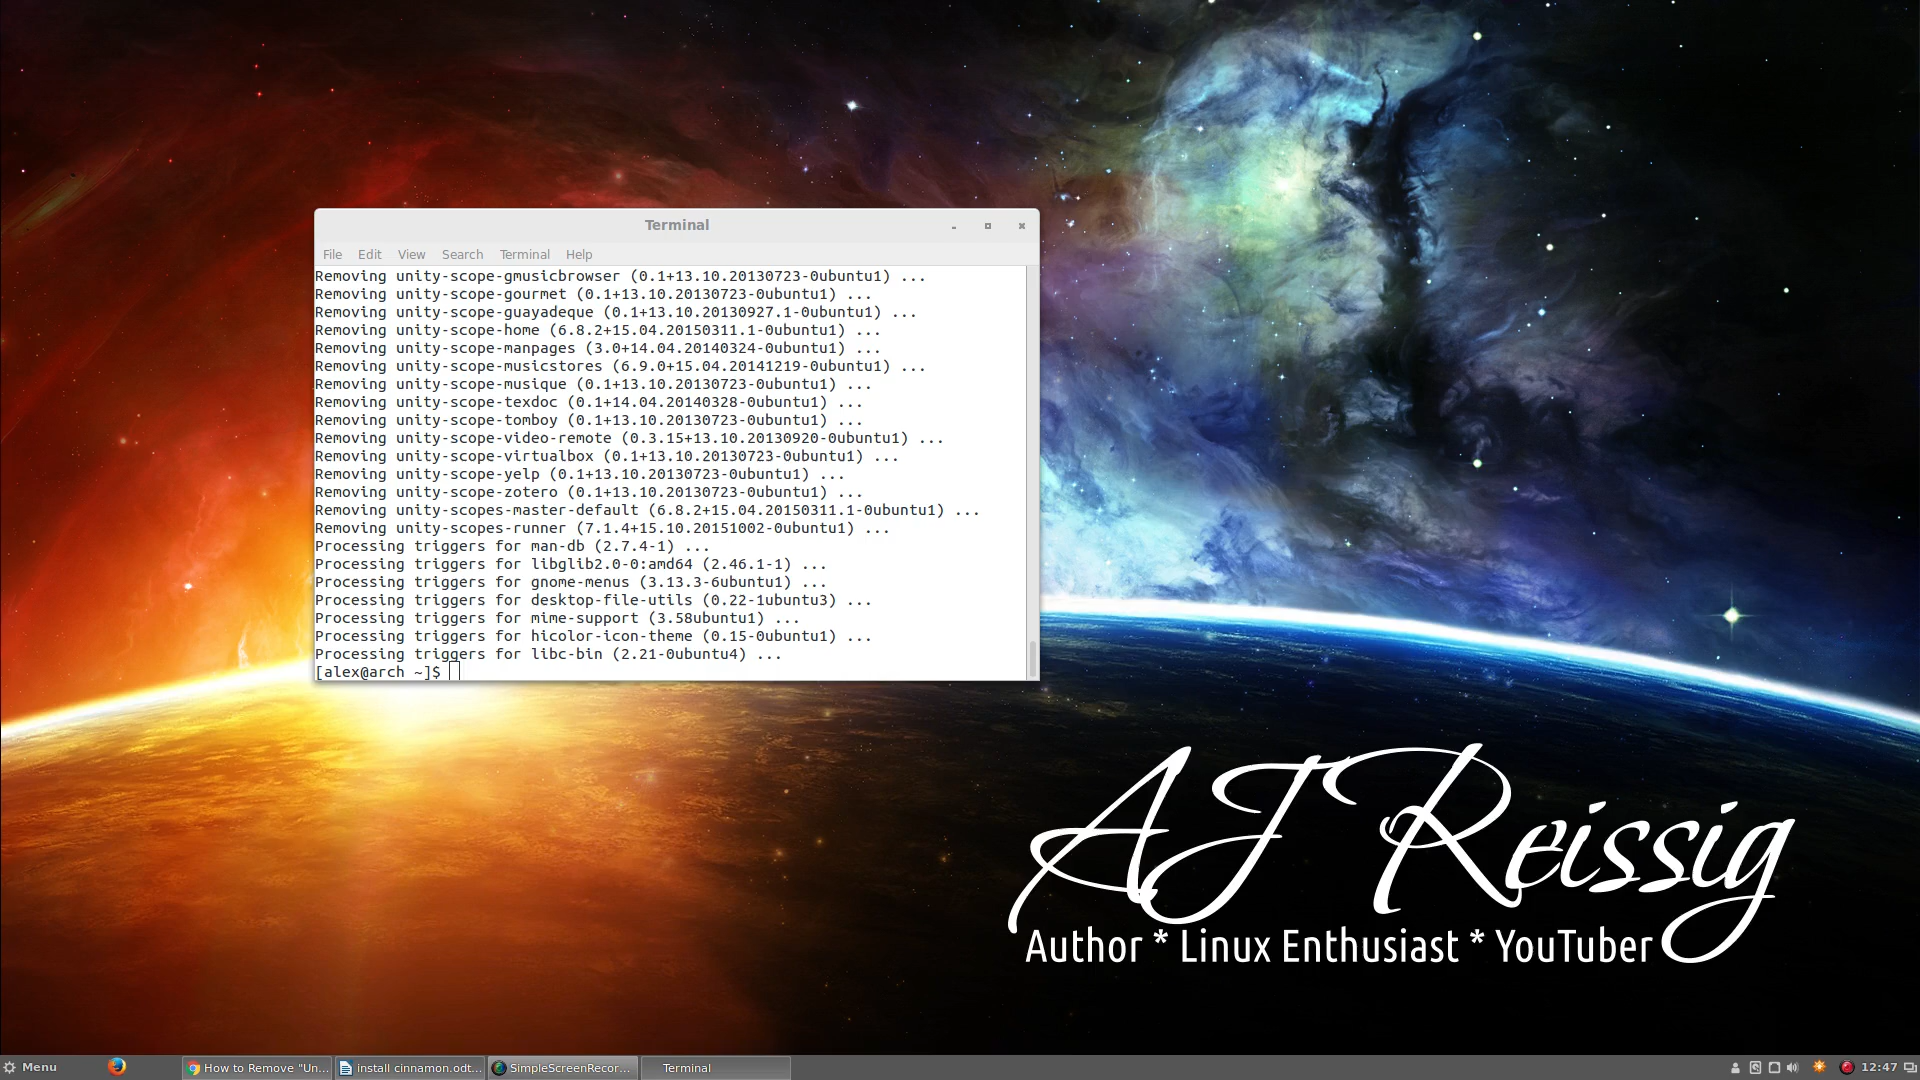 Terminal
File Edit View Search Terminal Help
Removing unity-scope-gmusicbrowser (0.1+13.10.20130723-0ubuntu1) ...
Removing unity-scope-gourmet (0.1+13.10.20130723-0ubuntu1) ...
Removing unity-scope-guayadeque (0.1+13.10.20130927.1-0ubuntu1) ...
Removing unity-scope-home (6.8.2+15.04.20150311.1-0ubuntu1) ...
Removing unity-scope-manpages (3.0+14.04.20140324-0ubuntu1) ...
Removing unity-scope-musicstores (6.9.0+15.04.20141219-0ubuntu1) ...
Removing unity-scope-musique (0.1+13.10.20130723-0ubuntu1) ...
Removing unity-scope-texdoc (0.1+14.04.20140328-0ubuntu1) ...
Removing unity-scope-tomboy (0.1+13.10.20130723-0ubuntu1) ...
Removing unity-scope-video-remote (0.3.15+13.10.20130920-0ubuntu1) ...
Removing unity-scope-virtualbox (0.1+13.10.20130723-0ubuntu1) ...
Removing unity-scope-yelp (0.1+13.10.20130723-0ubuntu1) ...
Removing unity-scope-zotero (0.1+13.10.20130723-0ubuntu1) ...
Removing unity-scopes-master-default (6.8.2+15.04.20150311.1-0ubuntu1) ...
Removing unity-scopes-runner (7.1.4+15.10.20151002-0ubuntu1) ...
Processing triggers for man-db (2.7.4-1) ...
Processing triggers for libglib2.0-0:amd64 (2.46.1-1) ...
Processing triggers for gnome-menus (3.13.3-6ubuntu1) ...
Processing triggers for desktop-file-utils (0.22-1ubuntu3) ...
Processing triggers for mime-support (3.58ubuntu1) ...
Processing triggers for hicolor-icon-theme (0.15-0ubuntu1) ...
Processing triggers for libc-bin (2.21-0ubuntu4) ...
[alex@arch ~]$
AJ Reissig
Author * Linux Enthusiast * YouTuber
Menu How to Remove "Un... install cinnamon.odt... SimpleScreenRecor... Terminal 12:47